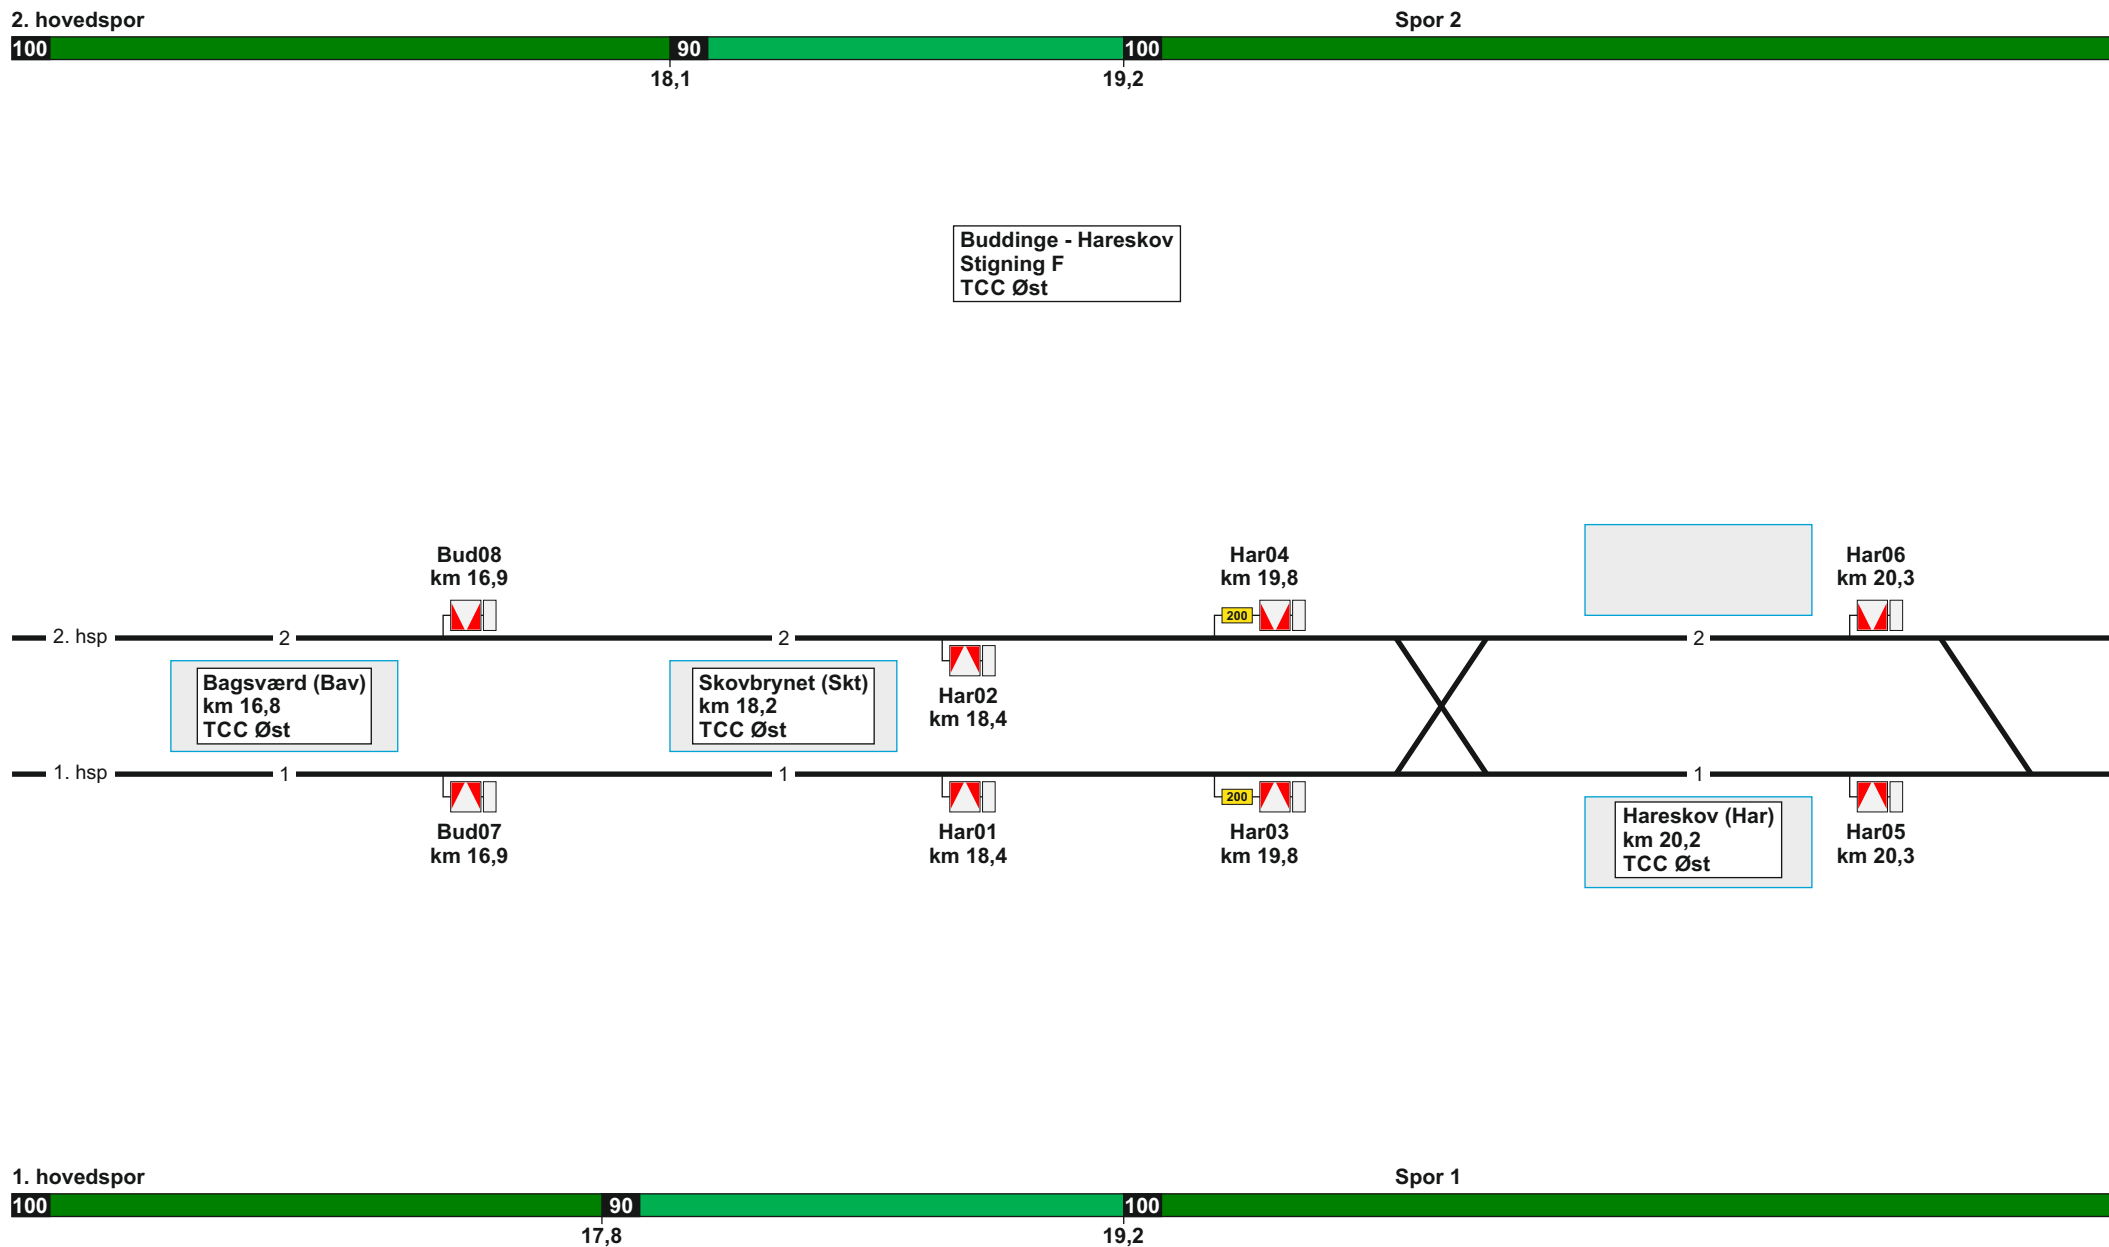 2. hovedspor
Spor 2
100
90
100
18,1
19,2
Buddinge - Hareskov
Stigning F
TCC Øst
Bud08
km 16,9
Har04
km 19,8
200
Har06
km 20,3
2. hsp
2
2
2
Bagsværd (Bav)
km 16,8
TCC Øst
Skovbrynet (Skt)
km 18,2
TCC Øst
Har02
km 18,4
1. hsp
1
1
1
Bud07
km 16,9
Har01
km 18,4
200
Har03
km 19,8
Hareskov (Har)
km 20,2
TCC Øst
Har05
km 20,3
1. hovedspor
Spor 1
100
90
100
17,8
19,2